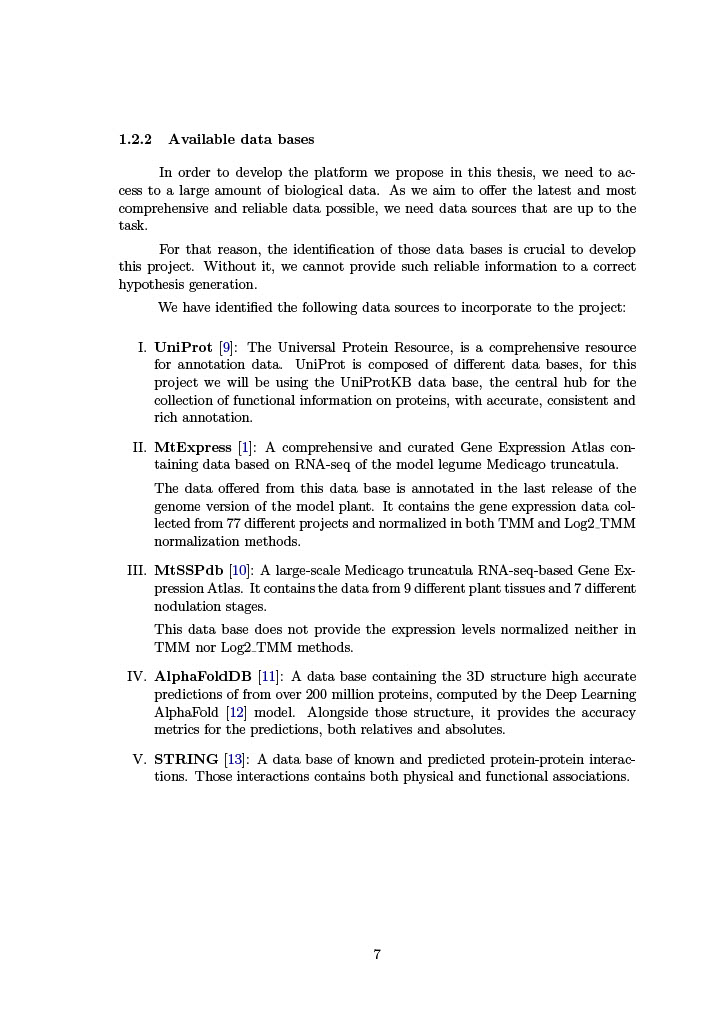 1.2.2 Available data bases
In order to develop the platform we propose in this thesis, we need to ac-
cess to a large amount of biological data. As we aim to offer the latest and most
comprehensive and reliable data possible, we need data sources that are up to the
task.
For that reason, the identification of those data bases is crucial to develop
this project. Without it, we cannot provide such reliable information to a correct
hypothesis generation.
We have identified the following data sources to incorporate to the project:
I. UniProt [9]: The Universal Protein Resource, is a comprehensive resource
for annotation data. UniProt is composed of different data bases, for this
project we will be using the UniProtKB data base, the central hub for the
collection of functional information on proteins, with accurate, consistent and
rich annotation.
II. MtExpress [1]: A comprehensive and curated Gene Expression Atlas con-
taining data based on RNA-seq of the model legume Medicago truncatula.
The data offered from this data base is annotated in the last release of the
genome version of the model plant. It contains the gene expression data col-
lected from 77 different projects and normalized in both TMM and Log2_TMM
normalization methods.
III. MtSSPdb [10]: A large-scale Medicago truncatula RNA-seq-based Gene Ex-
pression Atlas. It contains the data from 9 different plant tissues and 7 different
nodulation stages.
This data base does not provide the expression levels normalized neither in
TMM nor Log2_TMM methods.
IV. AlphaFoldDB [11]: A data base containing the 3D structure high accurate
predictions of from over 200 million proteins, computed by the Deep Learning
AlphaFold [12] model. Alongside those structure, it provides the accuracy
metrics for the predictions, both relatives and absolutes.
V. STRING [13]: A data base of known and predicted protein-protein interac-
tions. Those interactions contains both physical and functional associations.
7